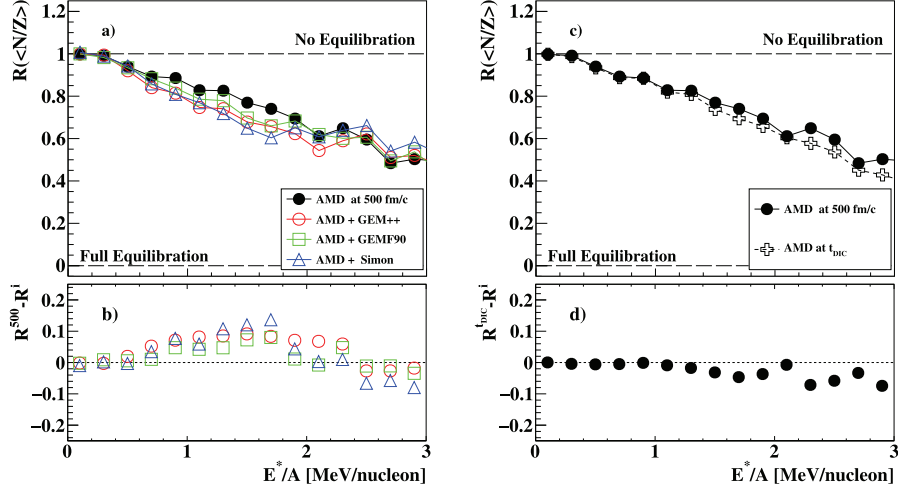 R(<N/Z>)
1.2
1
0.8
0.6
0.4
0.2
0
a)
No Equilibration
AMD at 500 fm/c
AMD + GEM++
AMD + GEMF90
AMD + Simon
Full Equilibration
R⁵⁰⁰-Rⁱ
0.2
0.1
0
−0.1
−0.2
b)
0
1
2
3
E*/A [MeV/nucleon]
R(<N/Z>)
1.2
1
0.8
0.6
0.4
0.2
0
c)
No Equilibration
AMD at 500 fm/c
AMD at tDIC
Full Equilibration
R^tDIC-Rⁱ
0.2
0.1
0
−0.1
−0.2
d)
0
1
2
3
E*/A [MeV/nucleon]